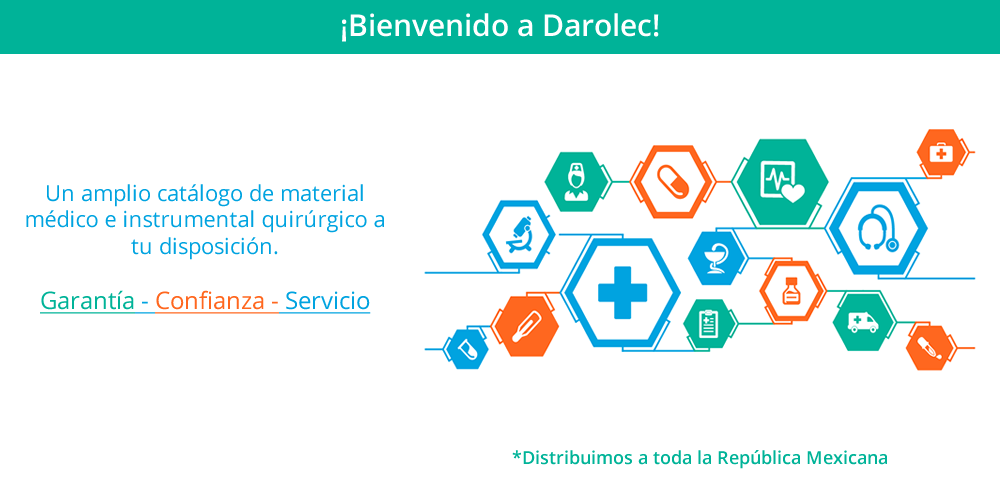 ¡Bienvenido a Darolec!
Un amplio catálogo de material
médico e instrumental quirúrgico a
tu disposición.
Garantía - Confianza - Servicio
*Distribuimos a toda la República Mexicana